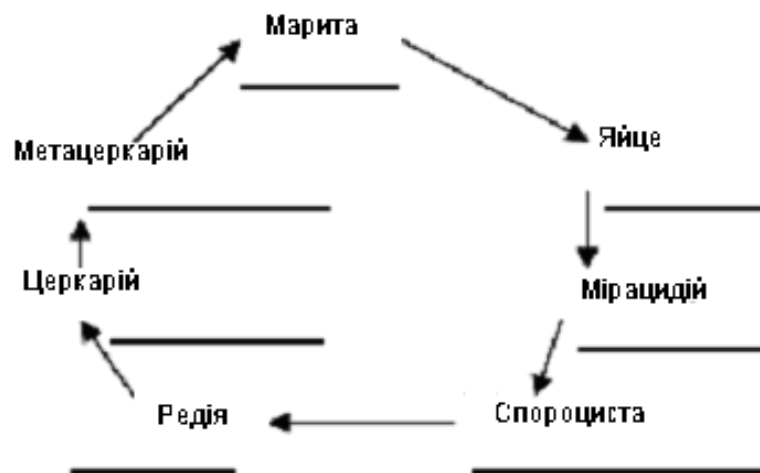 Марита
Яйце
Метацеркарій
Церкарій
Мірацидій
Редія
Спороциста